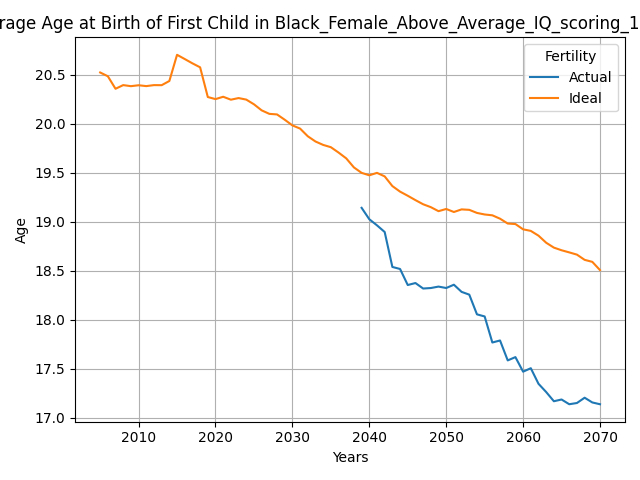 rage Age at Birth of First Child in Black_Female_Above_Average_IQ_scoring_1
Fertility
Actual
Ideal
20.5
20.0
19.5
19.0
18.5
18.0
17.5
17.0
Age
2010 2020 2030 2040 2050 2060 2070
Years